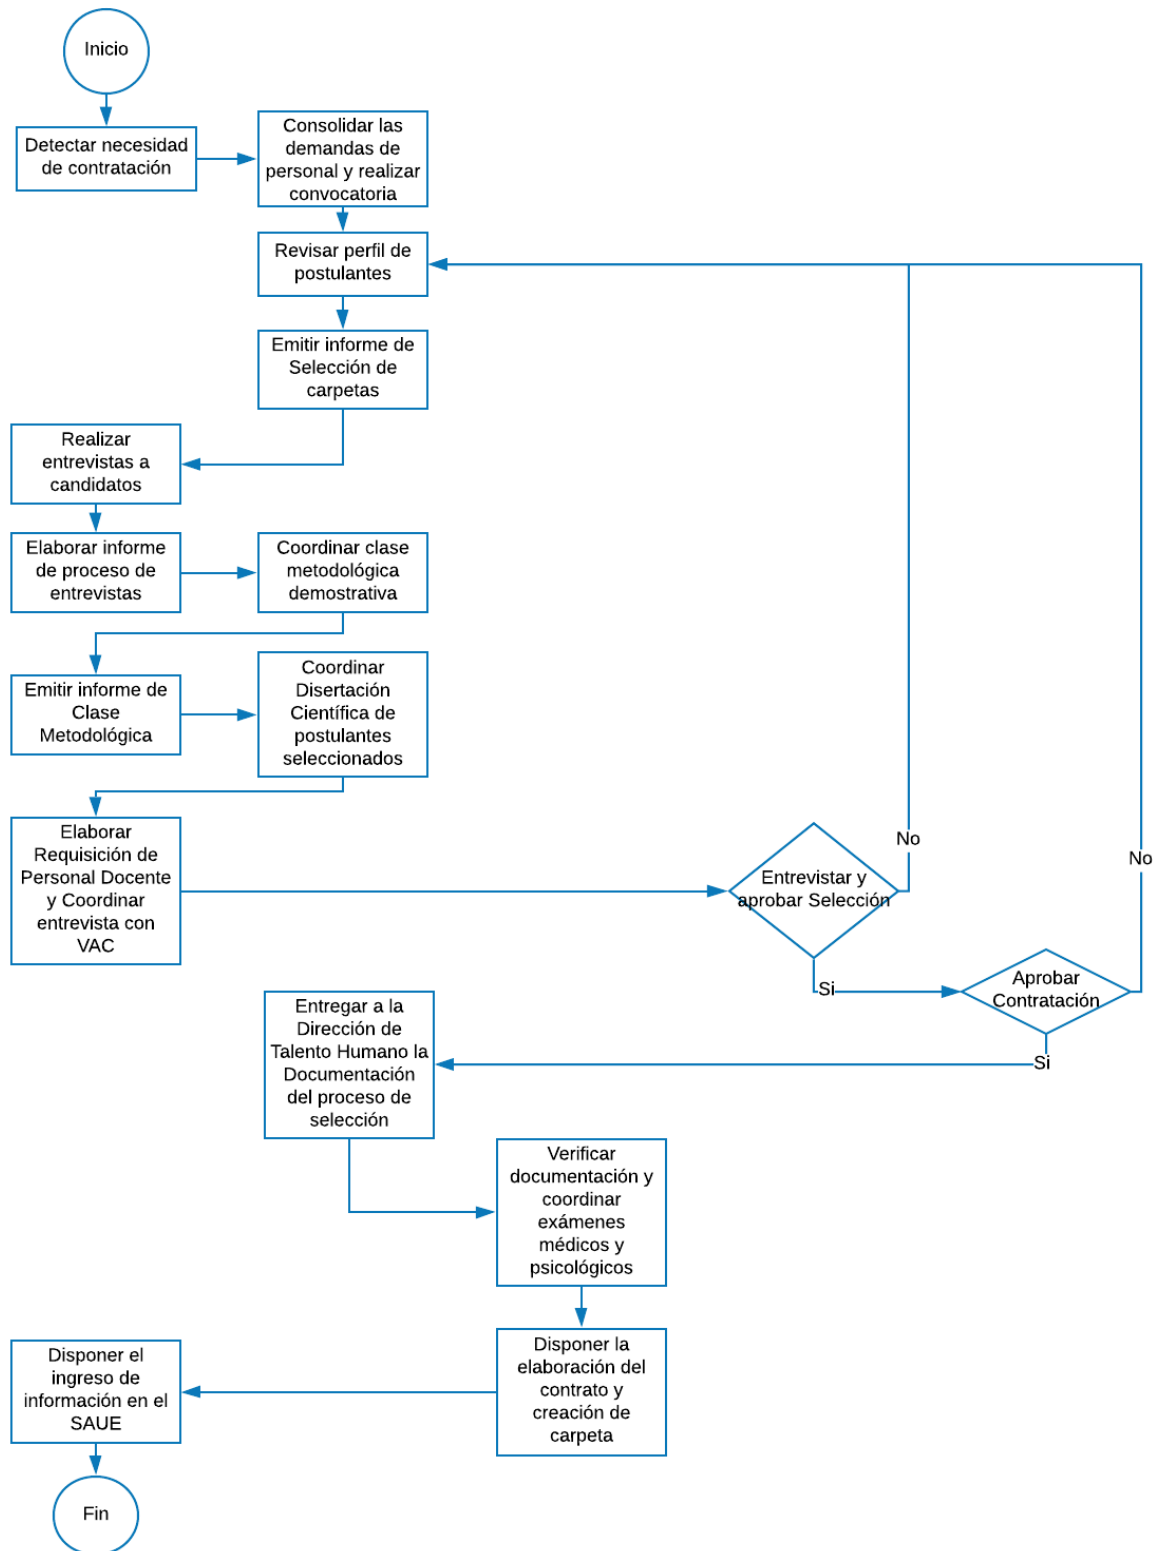 Inicio
Detectar necesidad
de contratación
Consolidar las
demandas de
personal y realizar
convocatoria
Revisar perfil de
postulantes
Emitir informe de
Selección de
carpetas
Realizar
entrevistas a
candidatos
Elaborar informe
de proceso de
entrevistas
Coordinar clase
metodológica
demostrativa
Emitir informe de
Clase
Metodológica
Coordinar
Disertación
Científica de
postulantes
seleccionados
Elaborar
Requisición de
Personal Docente
y Coordinar
entrevista con
VAC
Entrevistar y
aprobar Selección
No
Si
Aprobar
Contratación
No
Si
Entregar a la
Dirección de
Talento Humano la
Documentación
del proceso de
selección
Verificar
documentación y
coordinar
exámenes
médicos y
psicológicos
Disponer la
elaboración del
contrato y
creación de
carpeta
Disponer el
ingreso de
información en el
SAUE
Fin